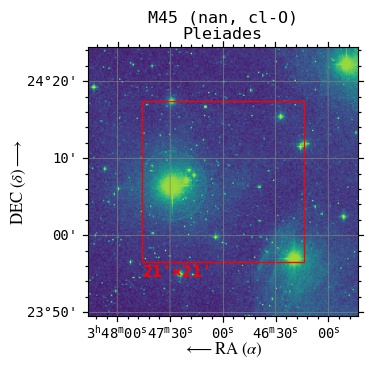 M45 (nan, cl-O)
Pleiades
24°20'
10'
00'
23°50'
DEC (δ) ⟶
21' x 21'
3ʰ48ᵐ00ˢ 47ᵐ30ˢ 00ˢ 46ᵐ30ˢ 00ˢ
⟵ RA (α)